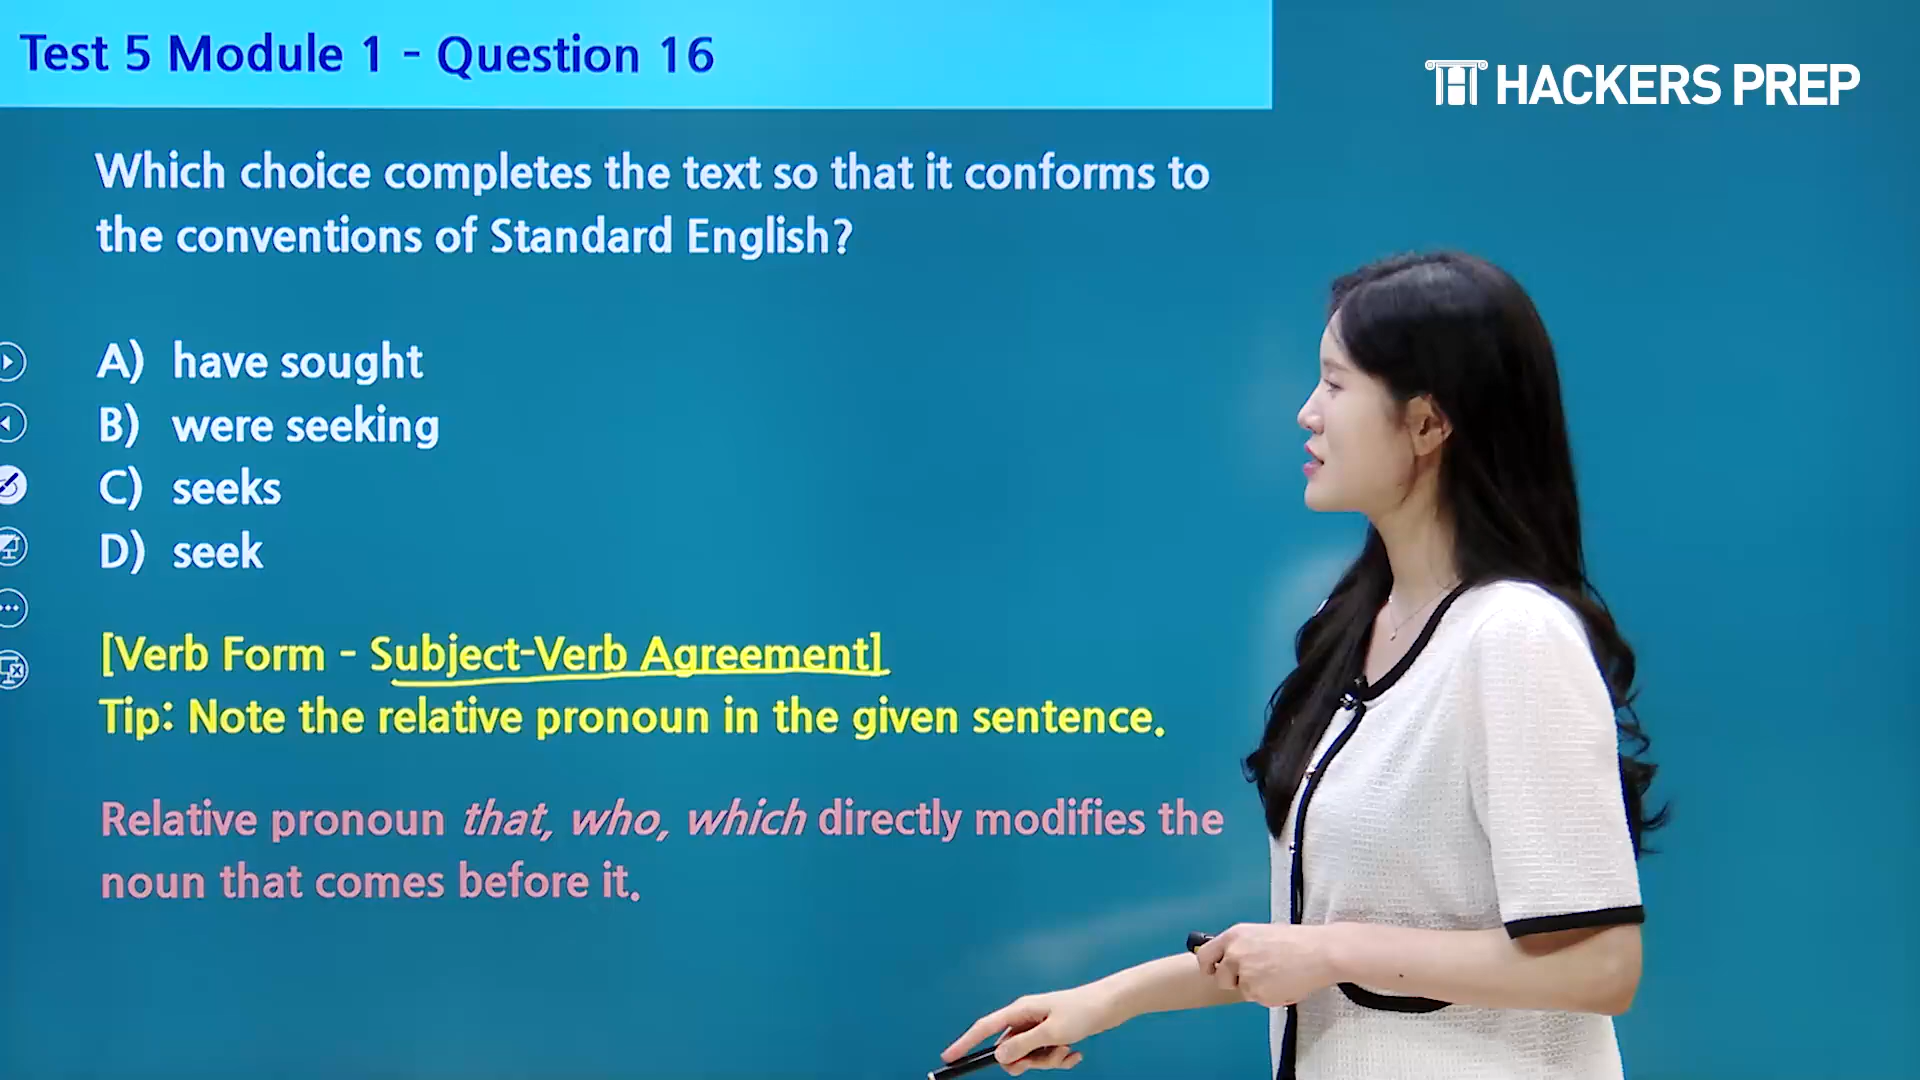 Test 5 Module 1 - Question 16
HACKERS PREP
Which choice completes the text so that it conforms to
the conventions of Standard English?
A) have sought
B) were seeking
C) seeks
D) seek
[Verb Form - Subject-Verb Agreement]
Tip: Note the relative pronoun in the given sentence.
Relative pronoun that, who, which directly modifies the
noun that comes before it.